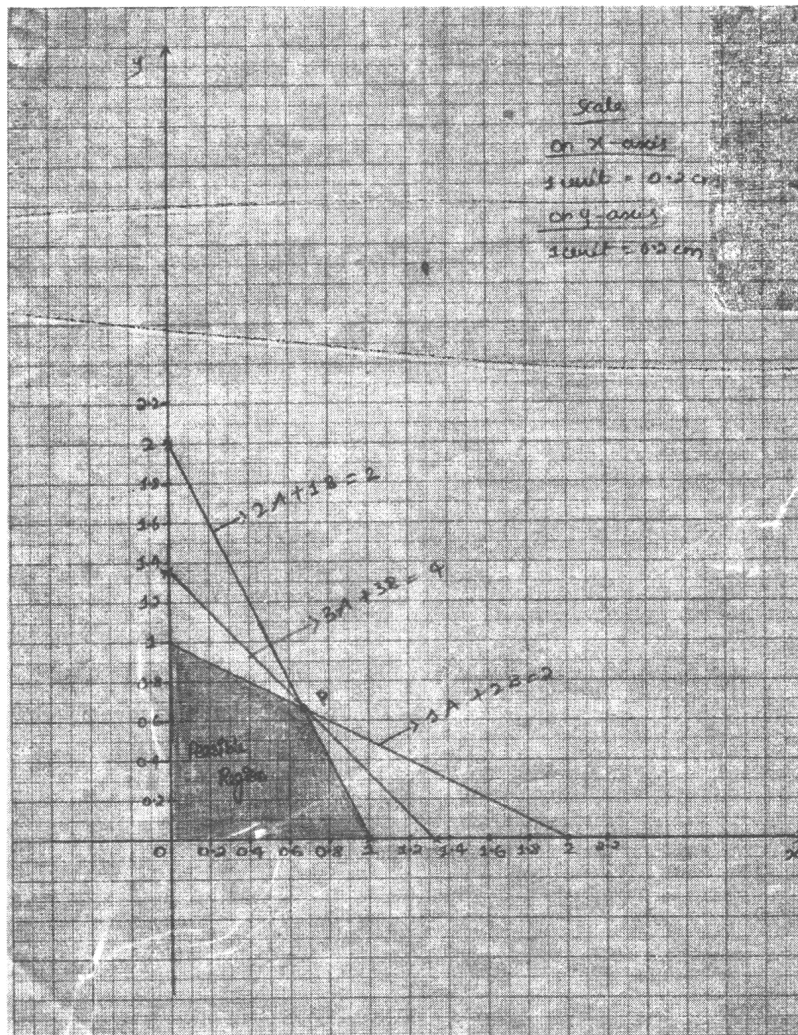 y
Scale
on x-axis
1 unit = 0.2 cm
on y-axis
1 unit = 0.2 cm
2.2
2
1.8
1.6
1.4
1.2
1
0.8
0.6
0.4
0.2
2A+1B=2
3A+3B=4
1A+2B=2
P
Feasible
Region
0 0.2 0.4 0.6 0.8 1 1.2 1.4 1.6 1.8 2 2.2 x